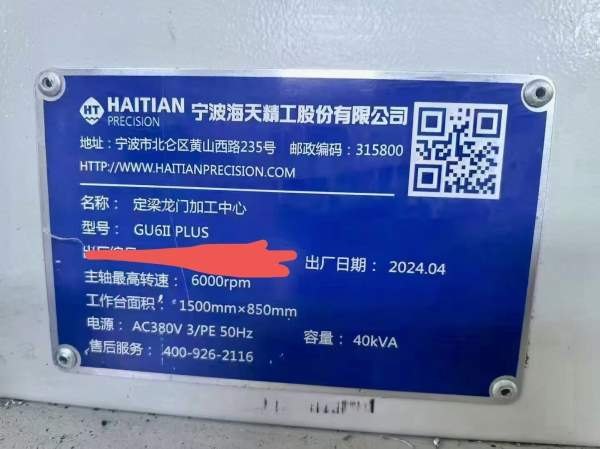 HT HAITIAN PRECISION 宁波海天精工股份有限公司
地址：宁波市北仑区黄山西路235号 邮政编码：315800
HTTP://WWW.HAITIANPRECISION.COM
名称： 定梁龙门加工中心
型号： GU6II PLUS
出厂日期： 2024.04
主轴最高转速： 6000rpm
工作台面积： 1500mm×850mm
电源： AC380V 3/PE 50Hz 容量： 40kVA
售后服务： 400-926-2116